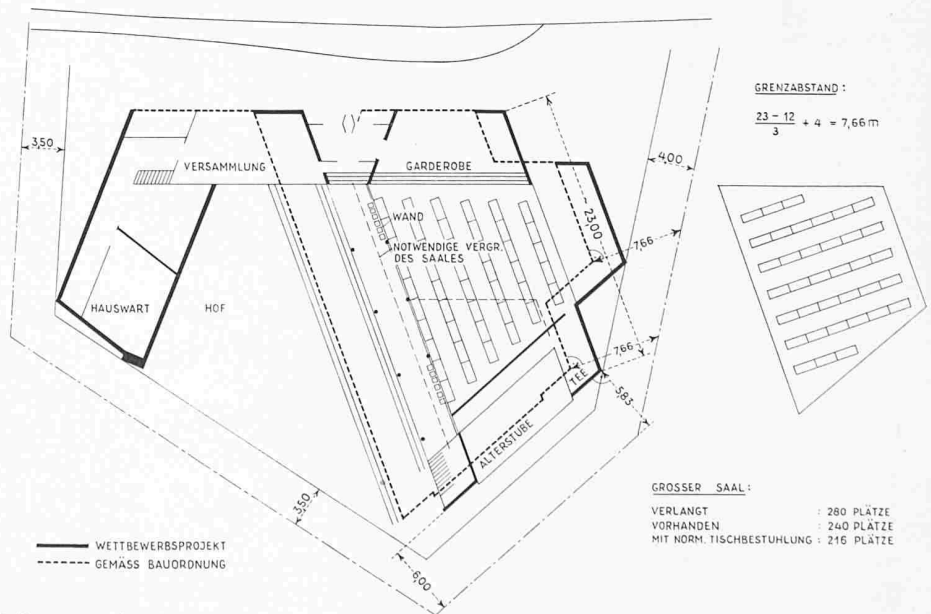 GRENZABSTAND :
23 - 12
3
+ 4 = 7,66 m
3,50
4,00
VERSAMMLUNG
GARDEROBE
WAND
NOTWENDIGE VERGR.
DES SAALES
23,00
7,66
HAUSWART
HOF
7,66
TEE
5,83
ALTERSTUBE
3,50
6,00
GROSSER SAAL :
VERLANGT : 280 PLÄTZE
VORHANDEN : 240 PLÄTZE
MIT NORM. TISCHBESTUHLUNG : 216 PLÄTZE
WETTBEWERBSPROJEKT
GEMÄSS BAUORDNUNG